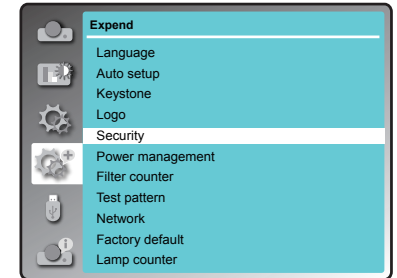 Expend
Language
Auto setup
Keystone
Logo
Security
Power management
Filter counter
Test pattern
Network
Factory default
Lamp counter